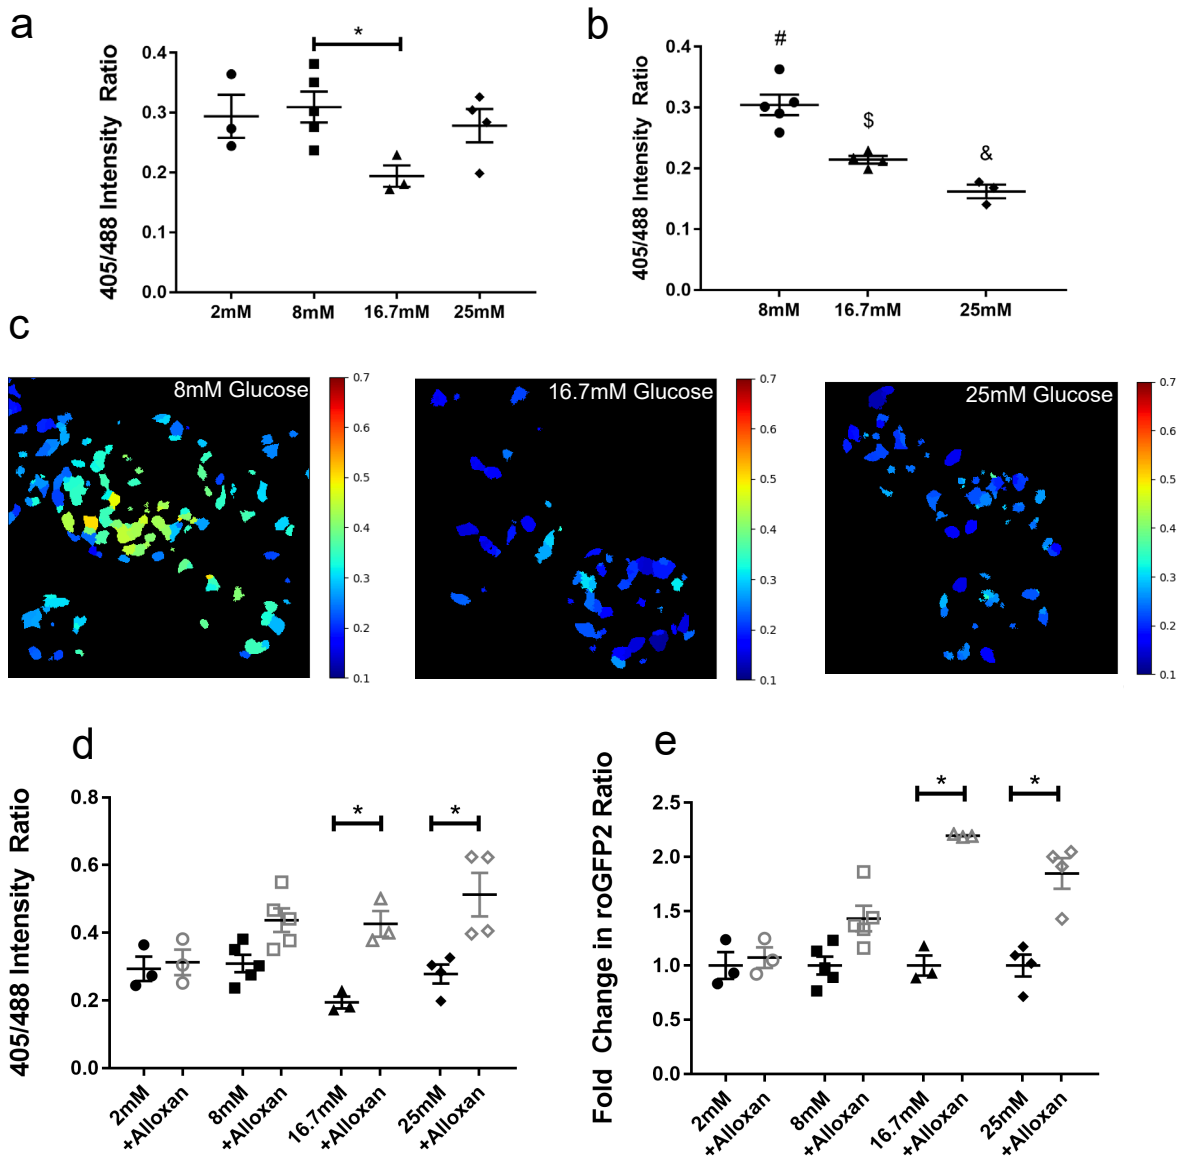 a
*
405/488 Intensity Ratio
0.4
0.3
0.2
0.1
0.0
2mM
8mM
16.7mM
25mM
b
#
$
&
405/488 Intensity Ratio
0.4
0.3
0.2
0.1
0.0
8mM
16.7mM
25mM
c
8mM Glucose
0.7
0.6
0.5
0.4
0.3
0.2
0.1
16.7mM Glucose
0.7
0.6
0.5
0.4
0.3
0.2
0.1
25mM Glucose
0.7
0.6
0.5
0.4
0.3
0.2
0.1
d
*
*
405/488 Intensity Ratio
0.8
0.6
0.4
0.2
0.0
2mM
+Alloxan
8mM
+Alloxan
16.7mM
+Alloxan
25mM
+Alloxan
e
*
*
Fold Change in roGFP2 Ratio
2.5
2.0
1.5
1.0
0.5
0.0
2mM
+Alloxan
8mM
+Alloxan
16.7mM
+Alloxan
25mM
+Alloxan